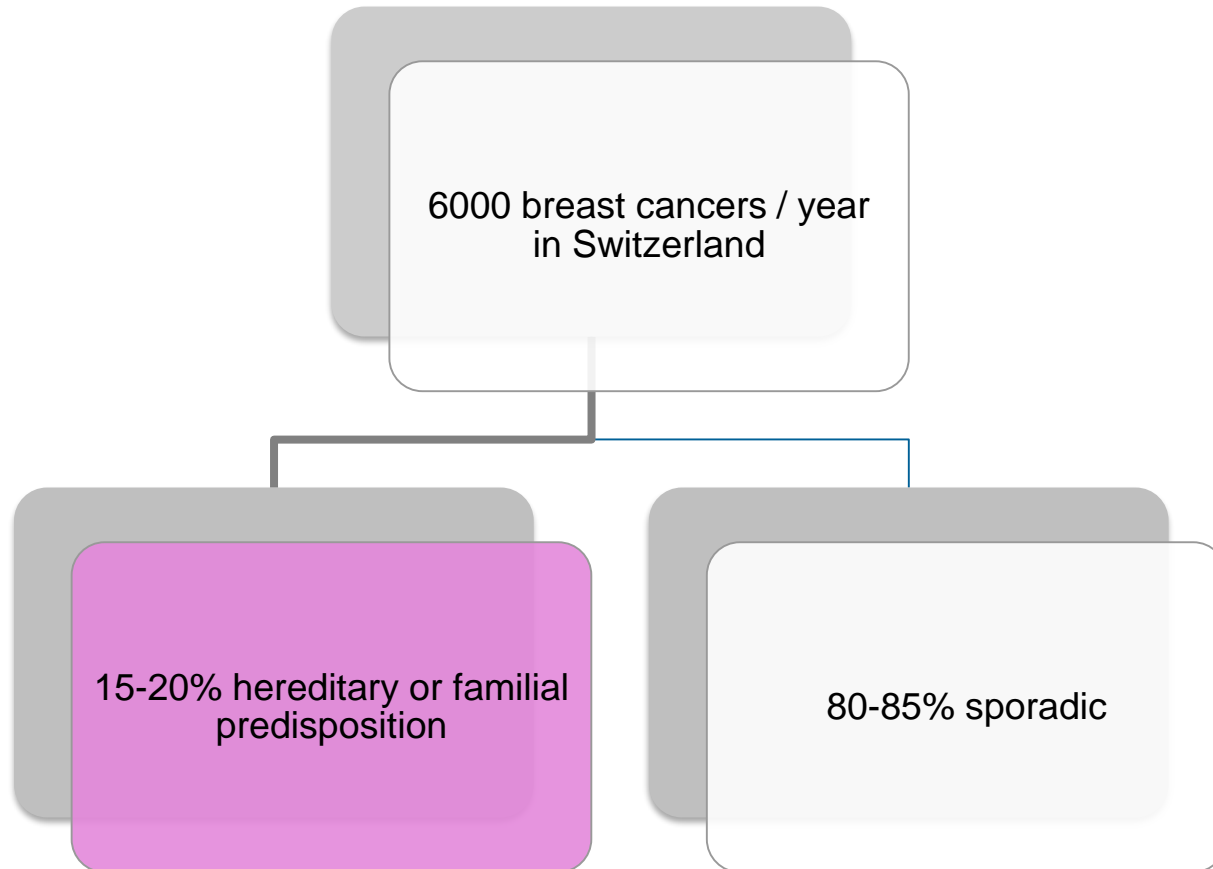 6000 breast cancers / year
in Switzerland
15-20% hereditary or familial
predisposition
80-85% sporadic